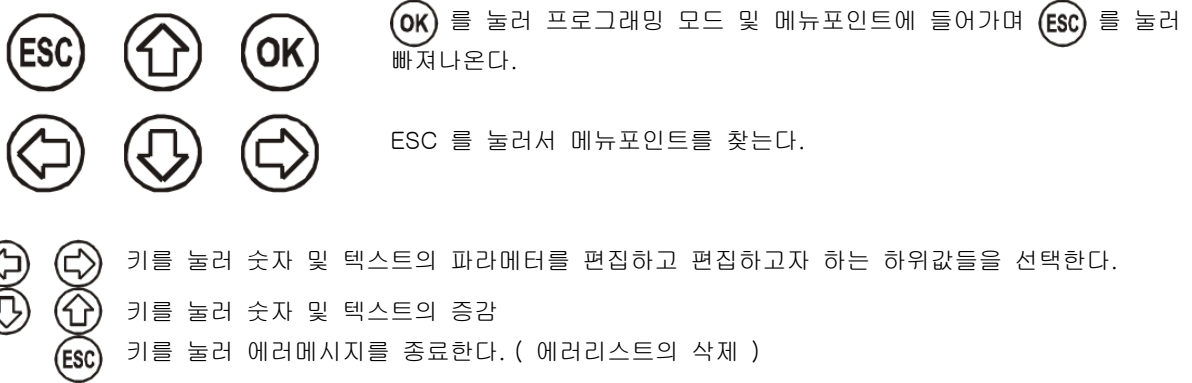 ESC OK
OK 를 눌러 프로그래밍 모드 및 메뉴포인트에 들어가며 ESC 를 눌러
빠져나온다.
ESC 를 눌러서 메뉴포인트를 찾는다.
키를 눌러 숫자 및 텍스트의 파라메터를 편집하고 편집하고자 하는 하위값들을 선택한다.
키를 눌러 숫자 및 텍스트의 증감
ESC 키를 눌러 에러메시지를 종료한다. ( 에러리스트의 삭제 )